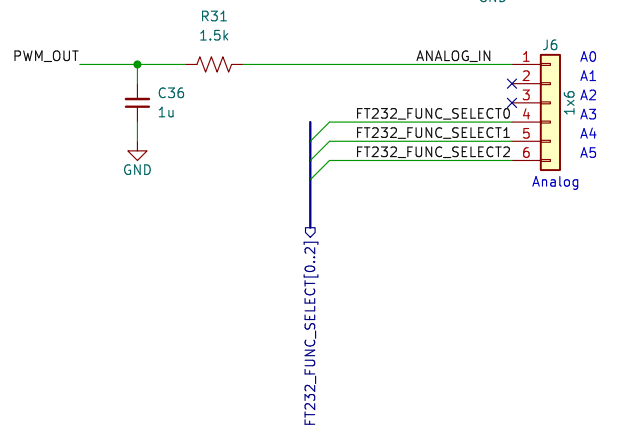 GND
R31
1.5k
PWM_OUT
ANALOG_IN
C36
1u
GND
J6
1 A0
2 A1
3 A2
FT232_FUNC_SELECT0 4 A3
FT232_FUNC_SELECT1 5 A4
FT232_FUNC_SELECT2 6 A5
1x6
Analog
FT232_FUNC_SELECT[0..2]